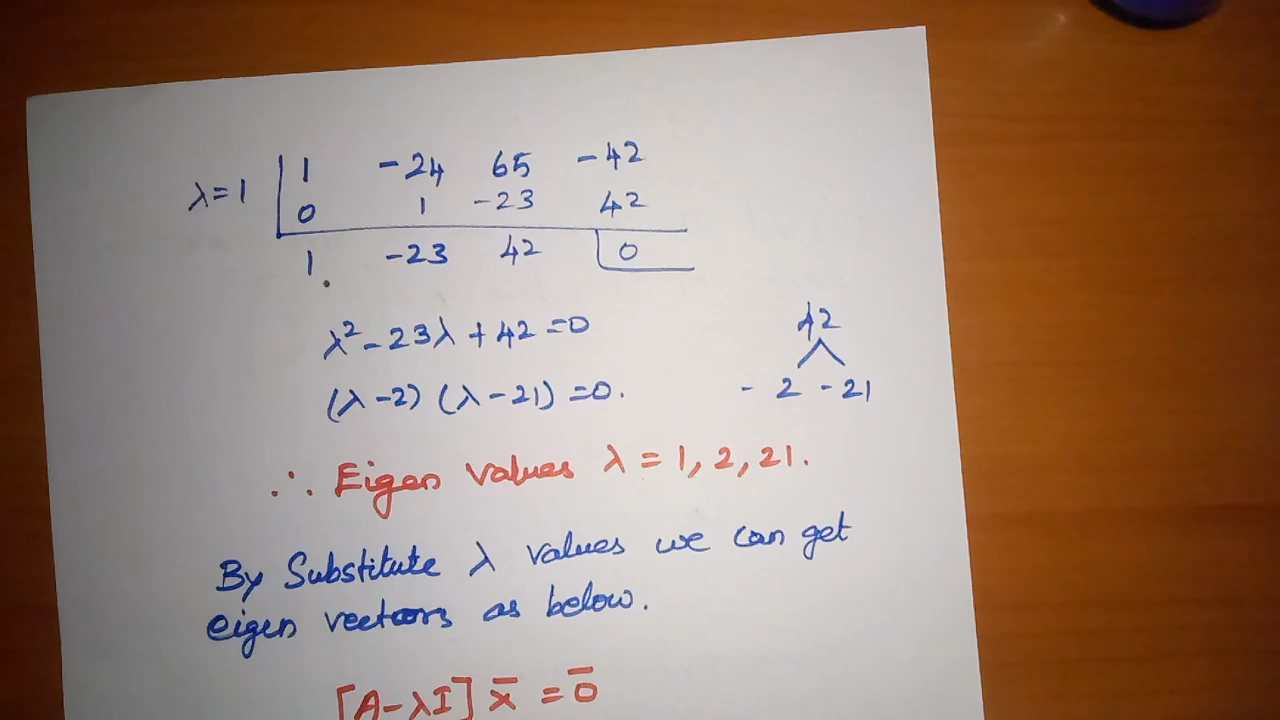 λ=1 | 1 -24 65 -42
0 1 -23 42
1 -23 42 | 0
λ² - 23λ + 42 = 0
42
(λ-2) (λ-21) = 0.
- 2 -21
∴ Eigen values λ = 1, 2, 21.
By Substitute λ values we can get
eigen vectors as below.
[A-λI] x̄ = 0̄